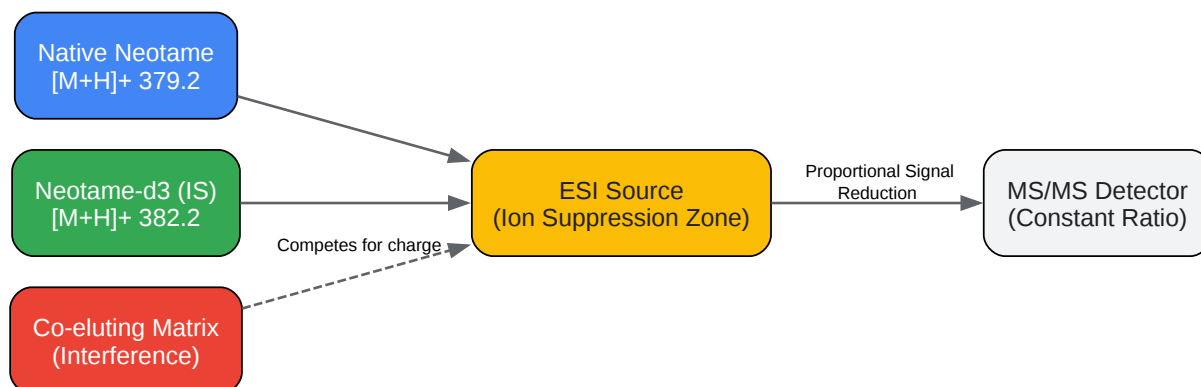 Native Neotame
[M+H]+ 379.2
Neotame-d3 (IS)
[M+H]+ 382.2
Competes for charge
Co-eluting Matrix
(Interference)
ESI Source
(Ion Suppression Zone)
Proportional Signal
Reduction
MS/MS Detector
(Constant Ratio)